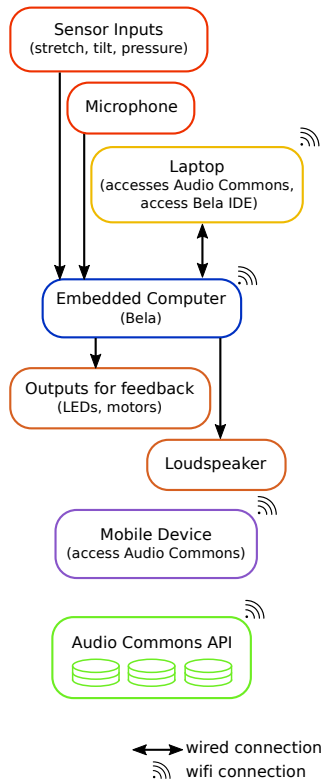 Sensor Inputs
(stretch, tilt, pressure)
Microphone
Laptop
(accesses Audio Commons,
access Bela IDE)
Embedded Computer
(Bela)
Outputs for feedback
(LEDs, motors)
Loudspeaker
Mobile Device
(access Audio Commons)
Audio Commons API
wired connection
wifi connection